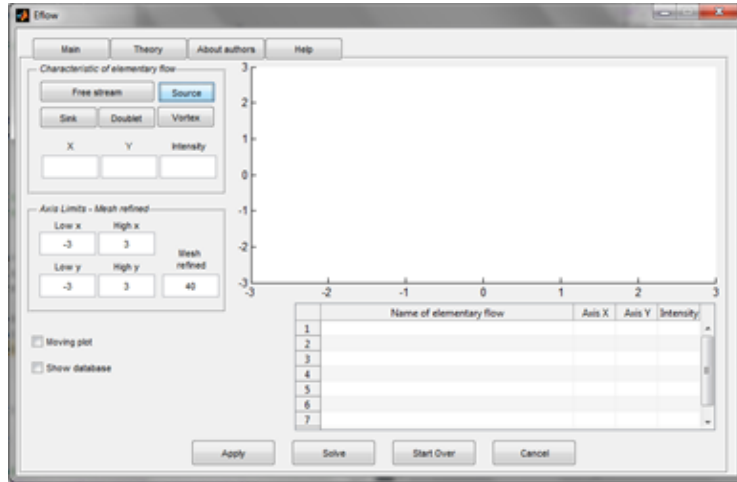 Eflow
Main Theory About authors Help
Characteristic of elementary flow
Free stream Source
Sink Doublet Vortex
X Y Intensity
Axis Limits - Mesh refined
Low x High x
-3 3
Mesh refined
Low y High y
-3 3 40
Moving plot
Show database
3
2
1
0
-1
-2
-3
-3 -2 -1 0 1 2 3
Name of elementary flow Axis X Axis Y Intensity
1
2
3
4
5
6
7
Apply Solve Start Over Cancel